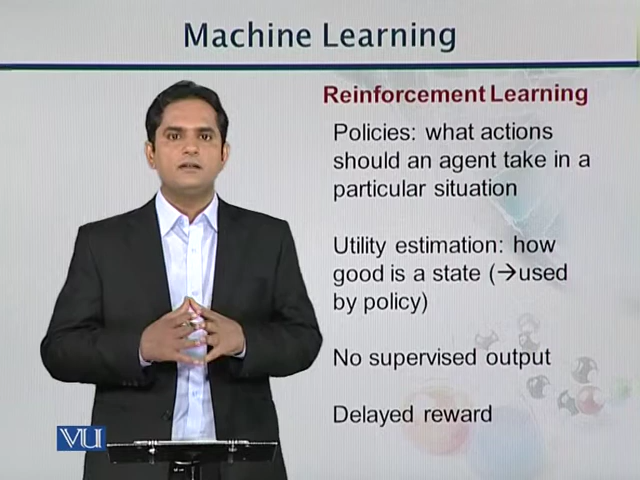 Machine Learning
Reinforcement Learning
Policies: what actions
should an agent take in a
particular situation
Utility estimation: how
good is a state (→used
by policy)
No supervised output
Delayed reward
VU